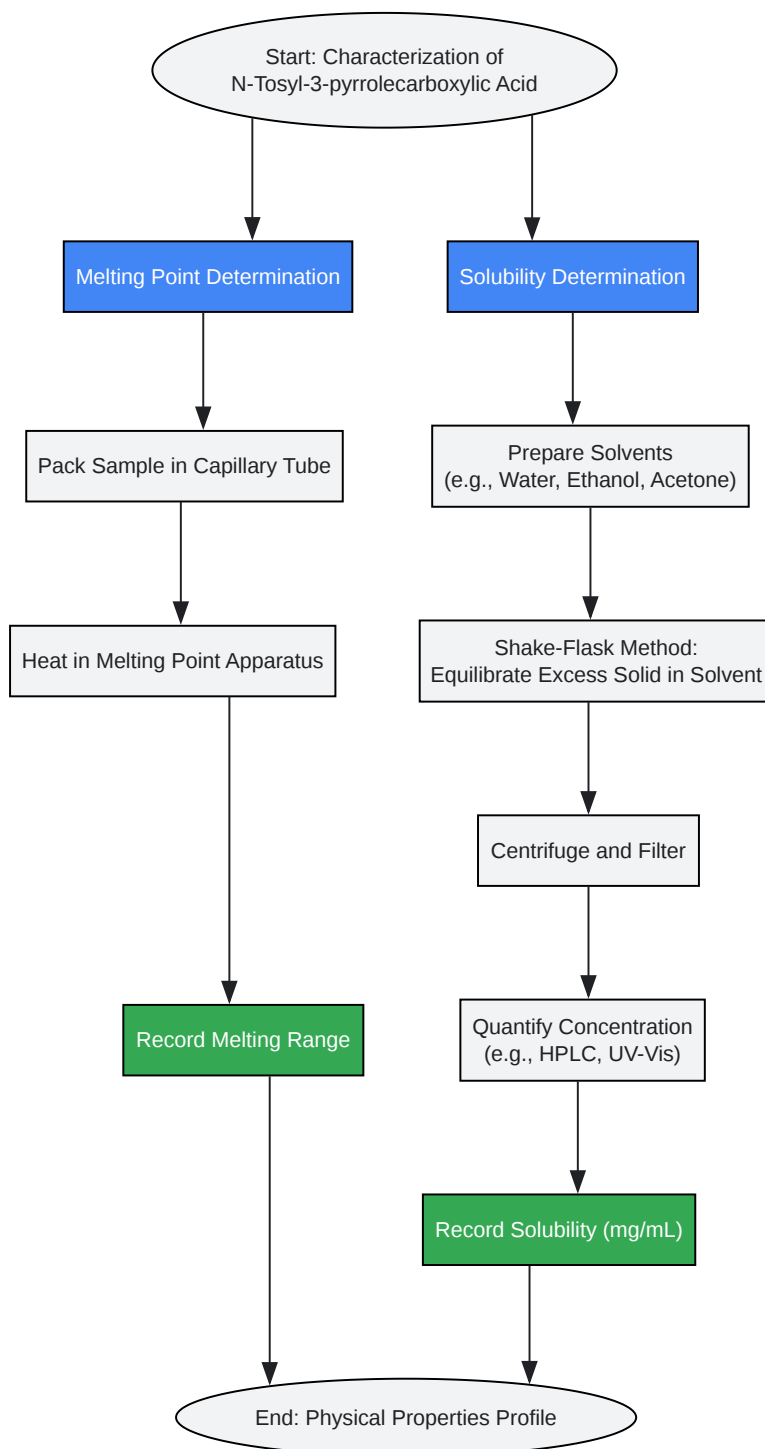 Start: Characterization of
N-Tosyl-3-pyrrolecarboxylic Acid
Melting Point Determination
Solubility Determination
Pack Sample in Capillary Tube
Prepare Solvents
(e.g., Water, Ethanol, Acetone)
Heat in Melting Point Apparatus
Shake-Flask Method:
Equilibrate Excess Solid in Solvent
Centrifuge and Filter
Record Melting Range
Quantify Concentration
(e.g., HPLC, UV-Vis)
Record Solubility (mg/mL)
End: Physical Properties Profile